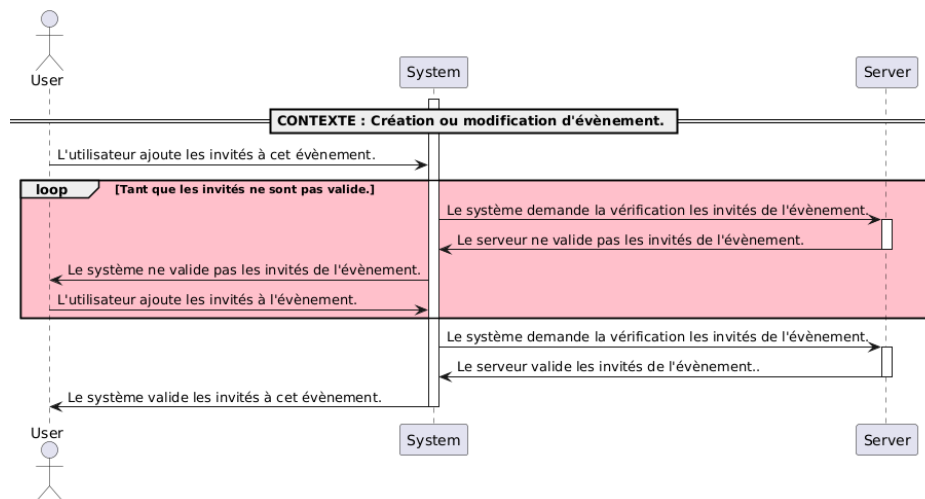 User
System
Server
CONTEXTE : Création ou modification d'évènement.
L'utilisateur ajoute les invités à cet évènement.
loop [Tant que les invités ne sont pas valide.]
Le système demande la vérification les invités de l'évènement.
Le serveur ne valide pas les invités de l'évènement.
Le système ne valide pas les invités de l'évènement.
L'utilisateur ajoute les invités à l'évènement.
Le système demande la vérification les invités de l'évènement.
Le serveur valide les invités de l'évènement..
Le système valide les invités à cet évènement.
User
System
Server